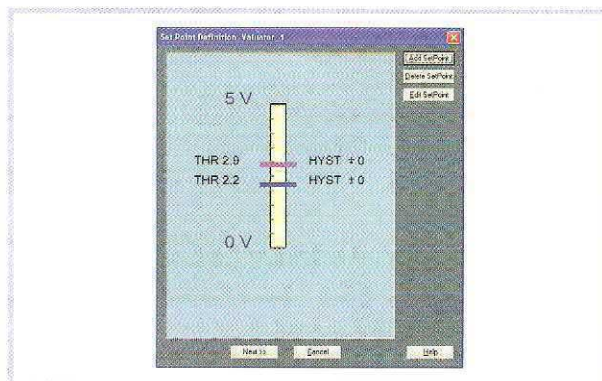 Set Point Definition Valuator 1
Add SetPoint
Delete SetPoint
Edit SetPoint
5 V
THR 2.9 HYST ±0
THR 2.2 HYST ±0
0 V
Cancel
Help